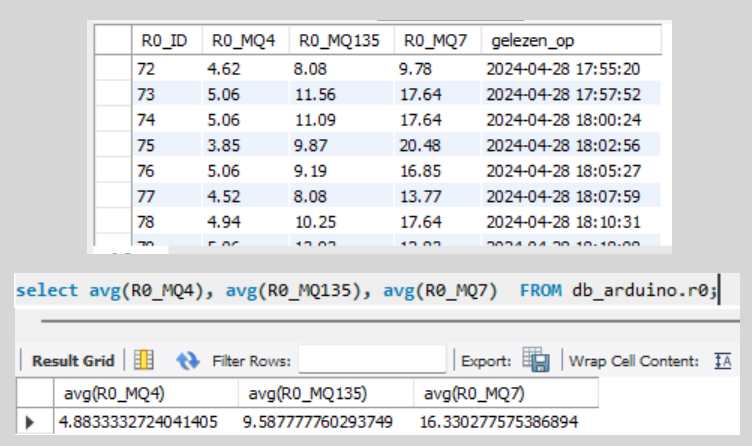 R0_ID R0_MQ4 R0_MQ135 R0_MQ7 gelezen_op
72 4.62 8.08 9.78 2024-04-28 17:55:20
73 5.06 11.56 17.64 2024-04-28 17:57:52
74 5.06 11.09 17.64 2024-04-28 18:00:24
75 3.85 9.87 20.48 2024-04-28 18:02:56
76 5.06 9.19 16.85 2024-04-28 18:05:27
77 4.52 8.08 13.77 2024-04-28 18:07:59
78 4.94 10.25 17.64 2024-04-28 18:10:31
select avg(R0_MQ4), avg(R0_MQ135), avg(R0_MQ7) FROM db_arduino.r0;
Result Grid Filter Rows: Export: Wrap Cell Content:
avg(R0_MQ4) avg(R0_MQ135) avg(R0_MQ7)
4.8833332724041405 9.587777760293749 16.330277575386894